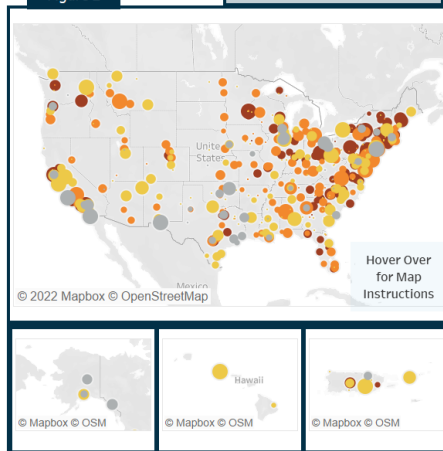 United
States
Mexico
Hover Over
for Map
Instructions
© 2022 Mapbox © OpenStreetMap
Hawaii
© Mapbox © OSM
© Mapbox © OSM
© Mapbox © OSM